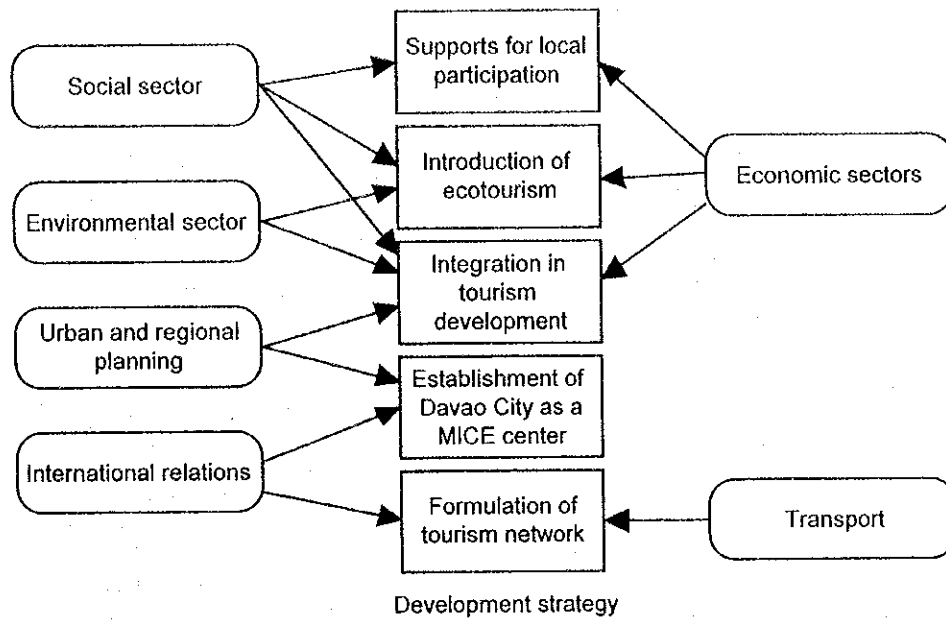 Social sector
Environmental sector
Urban and regional
planning
International relations
Supports for local
participation
Introduction of
ecotourism
Integration in
tourism
development
Establishment of
Davao City as a
MICE center
Formulation of
tourism network
Economic sectors
Transport
Development strategy